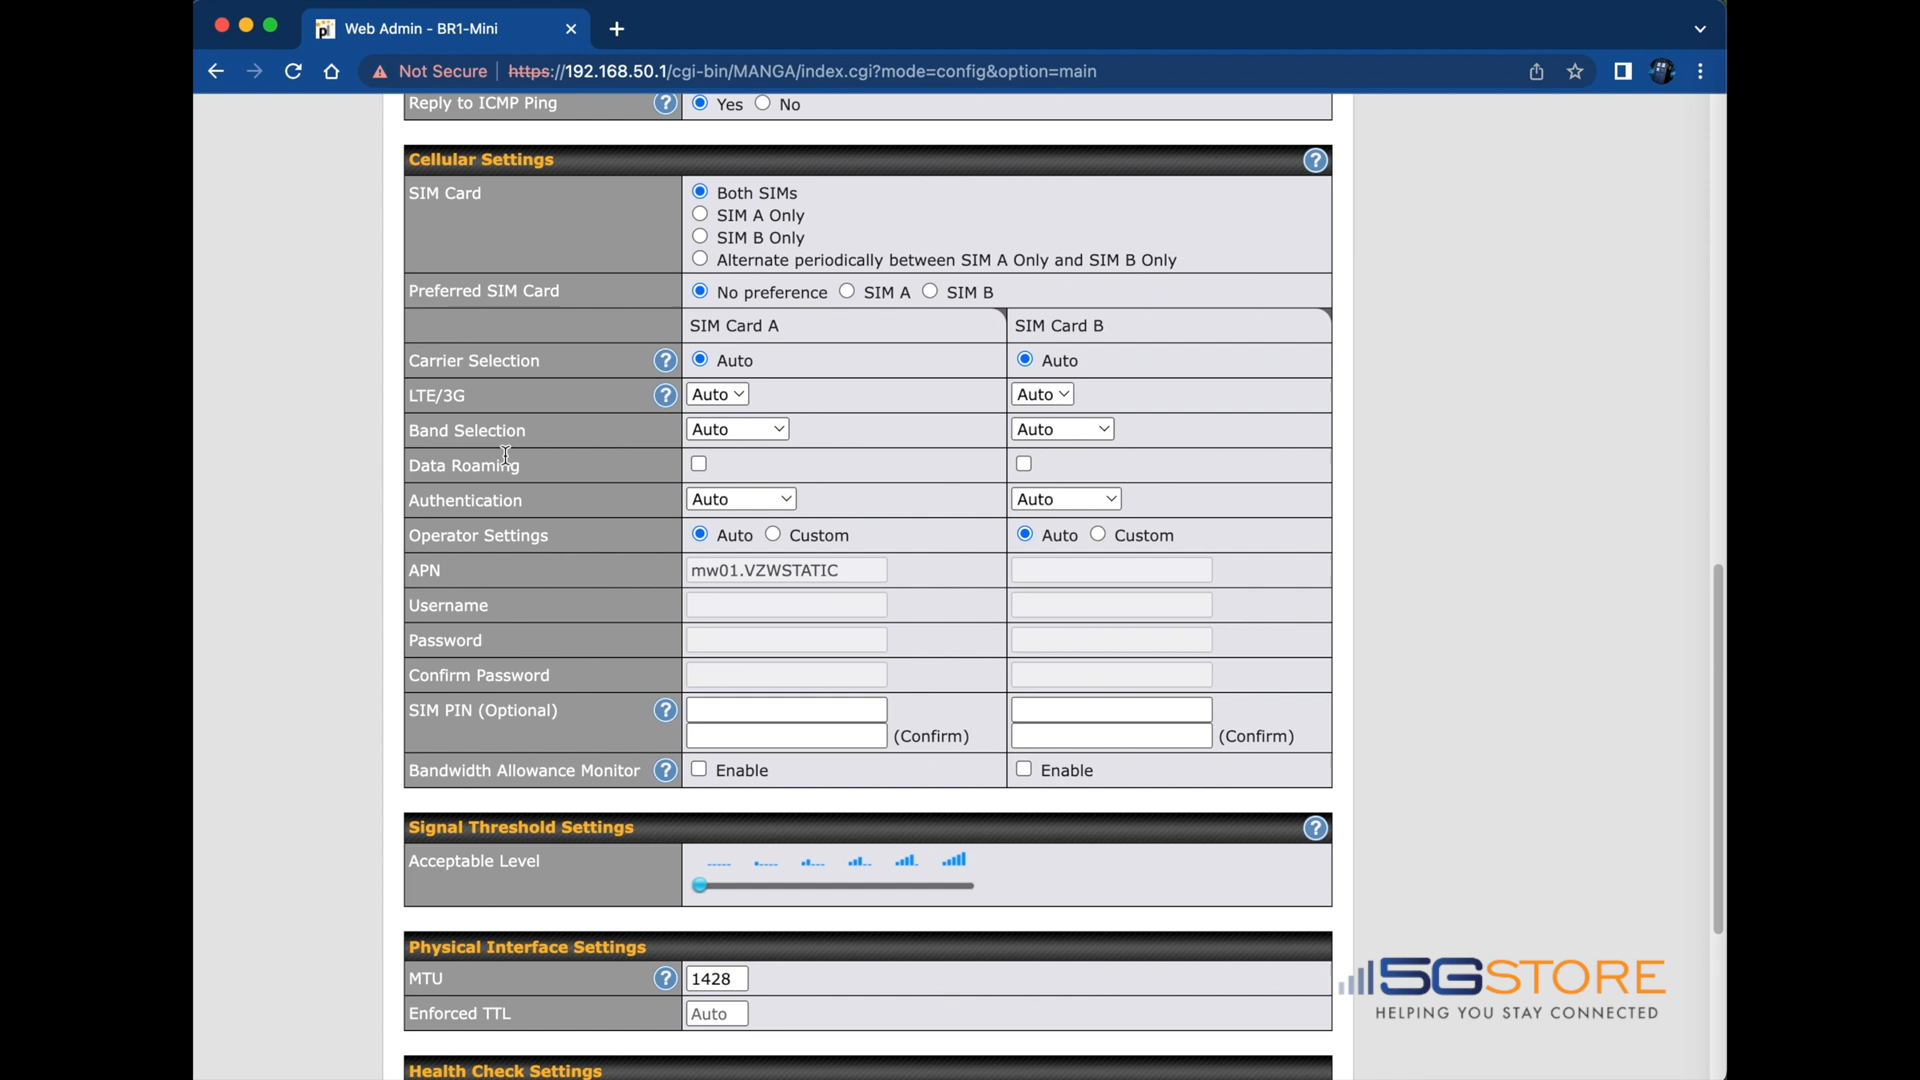 Web Admin - BR1-Mini
Not Secure https://192.168.50.1/cgi-bin/MANGA/index.cgi?mode=config&option=main
Reply to ICMP Ping ? Yes No
Cellular Settings ?
SIM Card Both SIMs
SIM A Only
SIM B Only
Alternate periodically between SIM A Only and SIM B Only
Preferred SIM Card No preference SIM A SIM B
SIM Card A SIM Card B
Carrier Selection ? Auto Auto
LTE/3G ? Auto Auto
Band Selection Auto Auto
Data Roaming
Authentication Auto Auto
Operator Settings Auto Custom Auto Custom
APN mw01.VZWSTATIC
Username
Password
Confirm Password
SIM PIN (Optional) ?
(Confirm) (Confirm)
Bandwidth Allowance Monitor ? Enable Enable
Signal Threshold Settings ?
Acceptable Level
Physical Interface Settings
MTU ? 1428
Enforced TTL Auto
Health Check Settings
5GSTORE
HELPING YOU STAY CONNECTED